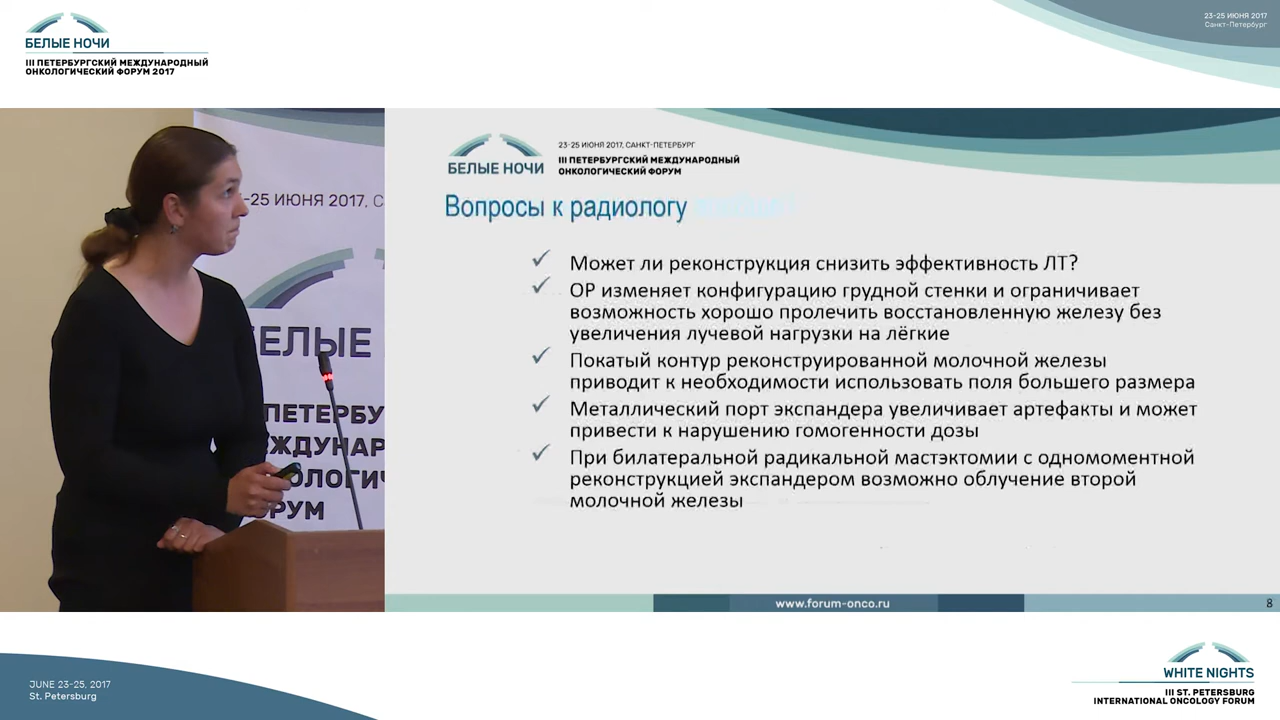 БЕЛЫЕ НОЧИ
III ПЕТЕРБУРГСКИЙ МЕЖДУНАРОДНЫЙ
ОНКОЛОГИЧЕСКИЙ ФОРУМ 2017
23-25 ИЮНЯ 2017
Санкт-Петербург
-25 ИЮНЯ 2017, С
ЕЛЫЕ
ПЕТЕРБУ
ЖДУНАР
ОЛОГИЧ
ФОРУМ
БЕЛЫЕ НОЧИ
23-25 ИЮНЯ 2017, САНКТ-ПЕТЕРБУРГ
III ПЕТЕРБУРГСКИЙ МЕЖДУНАРОДНЫЙ
ОНКОЛОГИЧЕСКИЙ ФОРУМ
Вопросы к радиологу
✓ Может ли реконструкция снизить эффективность ЛТ?
✓ ОР изменяет конфигурацию грудной стенки и ограничивает
возможность хорошо пролечить восстановленную железу без
увеличения лучевой нагрузки на лёгкие
✓ Покатый контур реконструированной молочной железы
приводит к необходимости использовать поля большего размера
✓ Металлический порт экспандера увеличивает артефакты и может
привести к нарушению гомогенности дозы
✓ При билатеральной радикальной мастэктомии с одномоментной
реконструкцией экспандером возможно облучение второй
молочной железы
www.forum-onco.ru
8
JUNE 23-25, 2017
St. Petersburg
WHITE NIGHTS
III ST. PETERSBURG
INTERNATIONAL ONCOLOGY FORUM